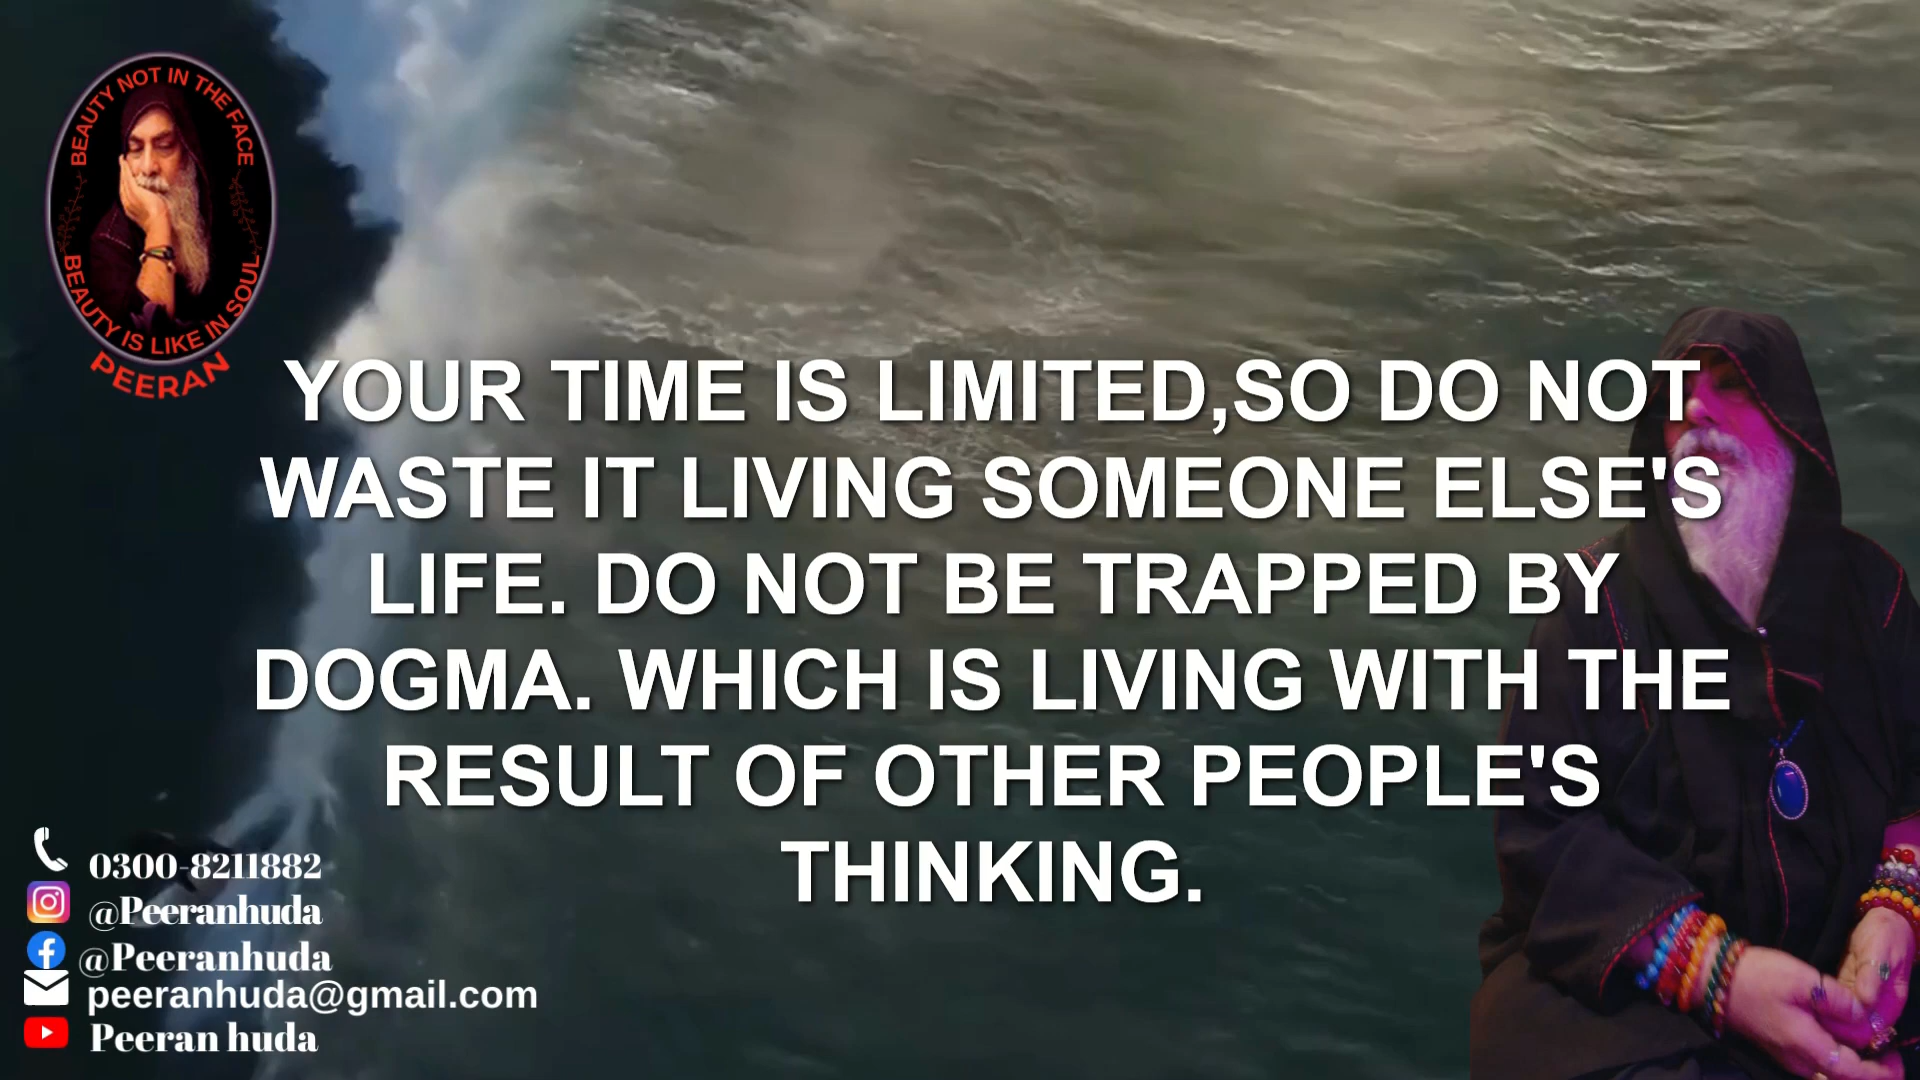 BEAUTY NOT IN THE FACE
BEAUTY IS LIKE IN SOUL
PEERAN
YOUR TIME IS LIMITED,SO DO NOT
WASTE IT LIVING SOMEONE ELSE'S
LIFE. DO NOT BE TRAPPED BY
DOGMA. WHICH IS LIVING WITH THE
RESULT OF OTHER PEOPLE'S
THINKING.
0300-8211882
@Peeranhuda
@Peeranhuda
peeranhuda@gmail.com
Peeran huda